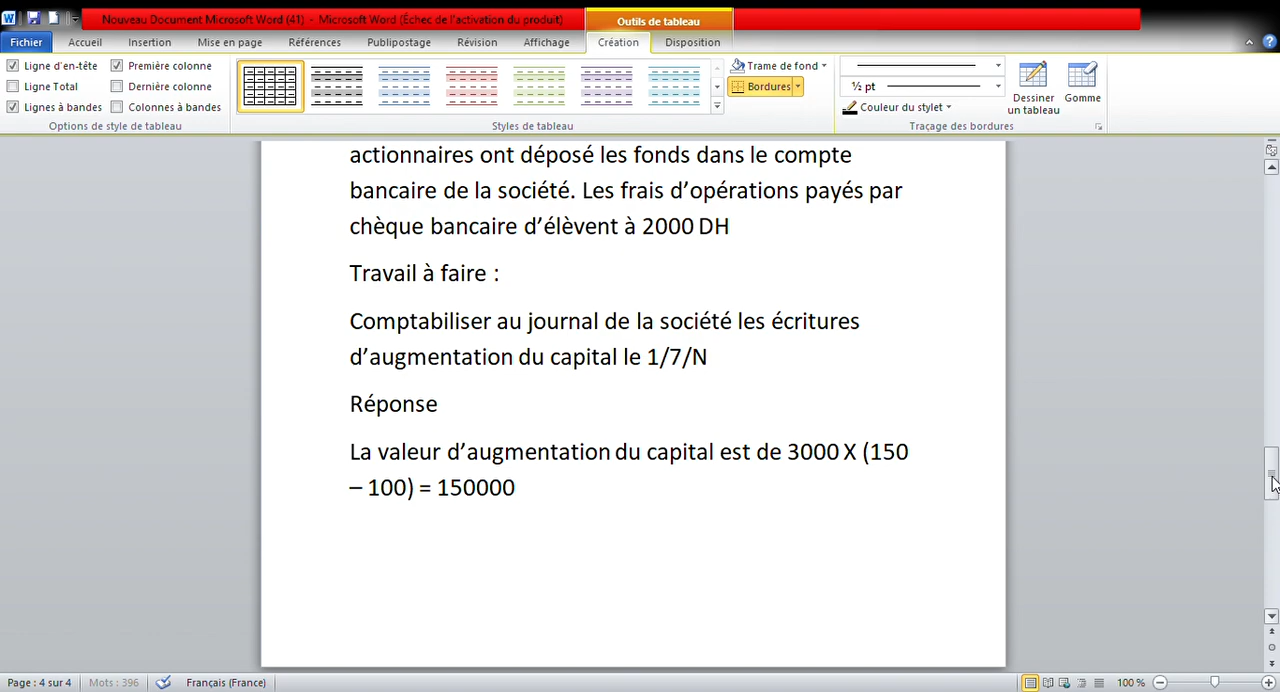 Nouveau Document Microsoft Word (41) - Microsoft Word (Échec de l'activation du produit)
Outils de tableau
Fichier Accueil Insertion Mise en page Références Publipostage Révision Affichage Création Disposition
Ligne d'en-tête Première colonne
Ligne Total Dernière colonne
Lignes à bandes Colonnes à bandes
Options de style de tableau
Styles de tableau
Trame de fond
Bordures
½ pt
Couleur du stylet
Dessiner un tableau
Gomme
Traçage des bordures
actionnaires ont déposé les fonds dans le compte
bancaire de la société. Les frais d'opérations payés par
chèque bancaire d'élèvent à 2000 DH
Travail à faire :
Comptabiliser au journal de la société les écritures
d'augmentation du capital le 1/7/N
Réponse
La valeur d'augmentation du capital est de 3000 X (150
– 100) = 150000
Page : 4 sur 4 Mots : 396 Français (France) 100 %